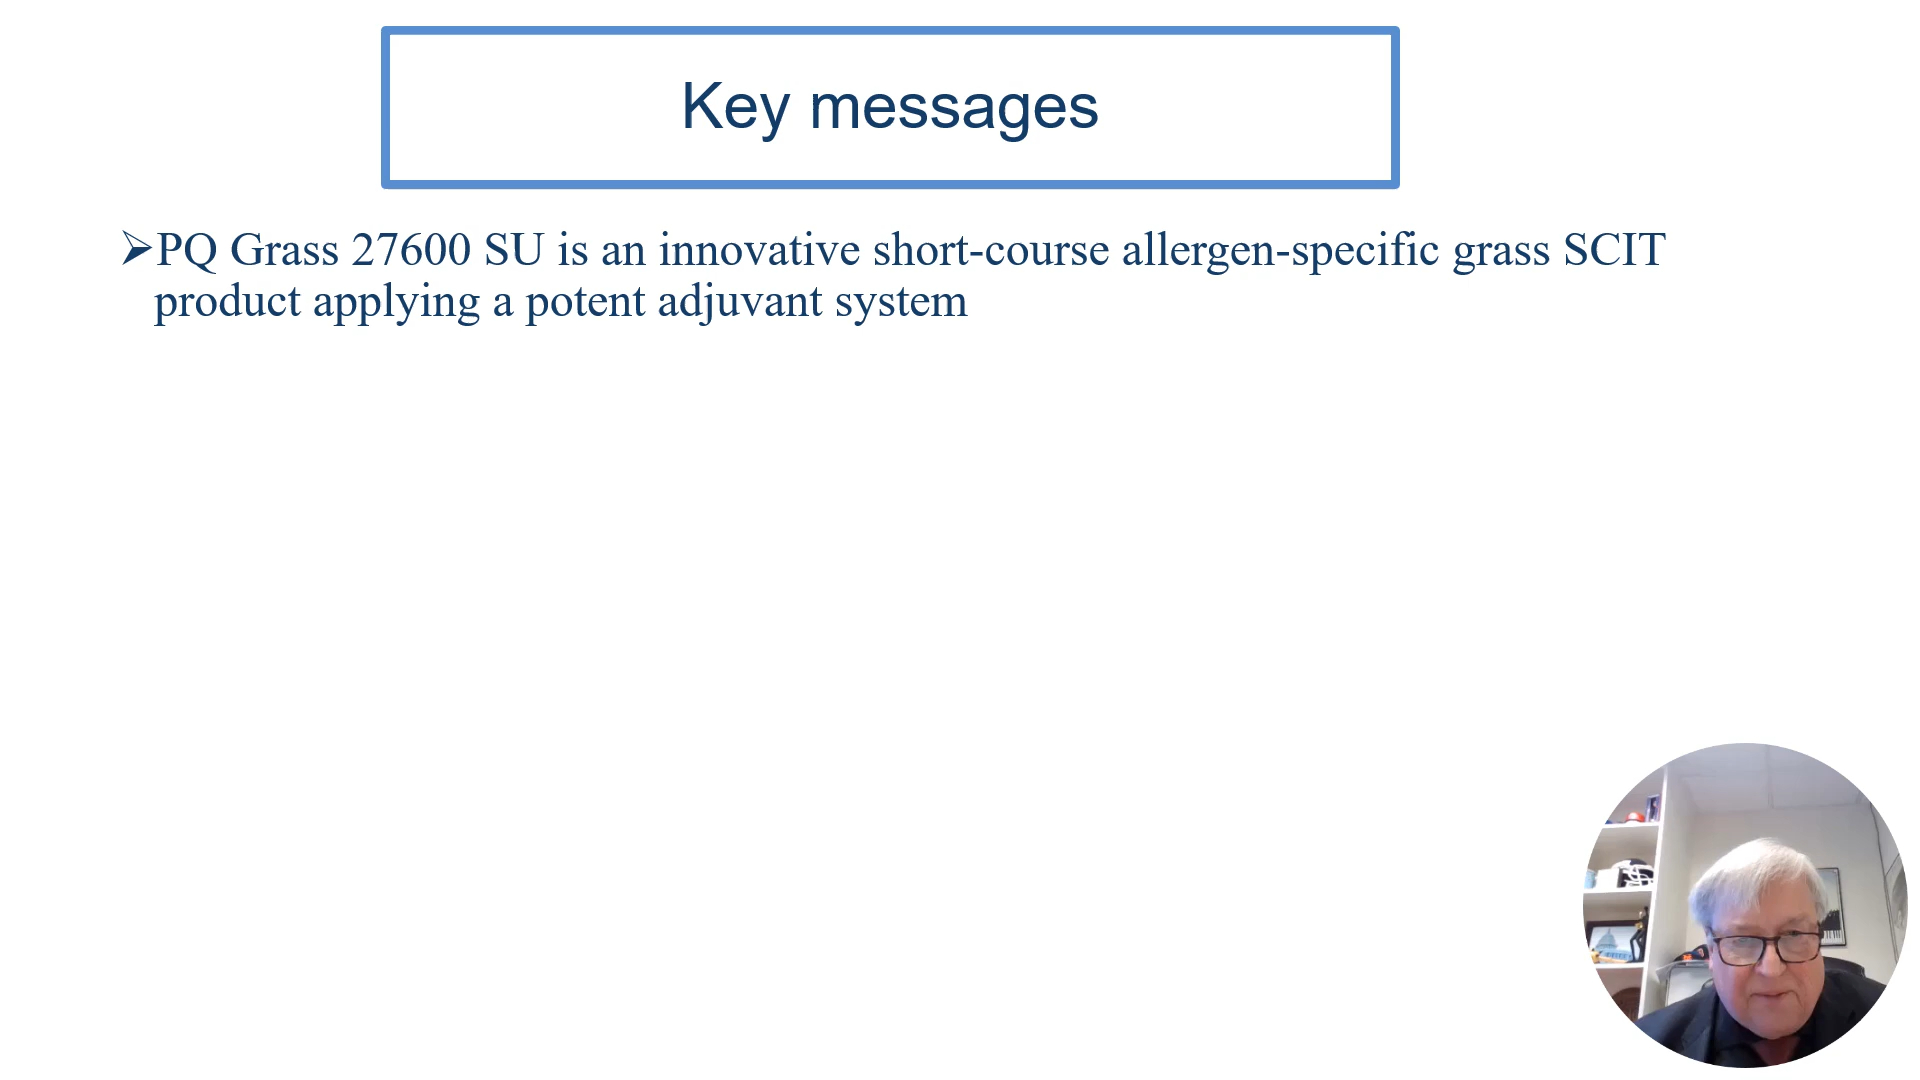 Key messages
➢PQ Grass 27600 SU is an innovative short-course allergen-specific grass SCIT
product applying a potent adjuvant system